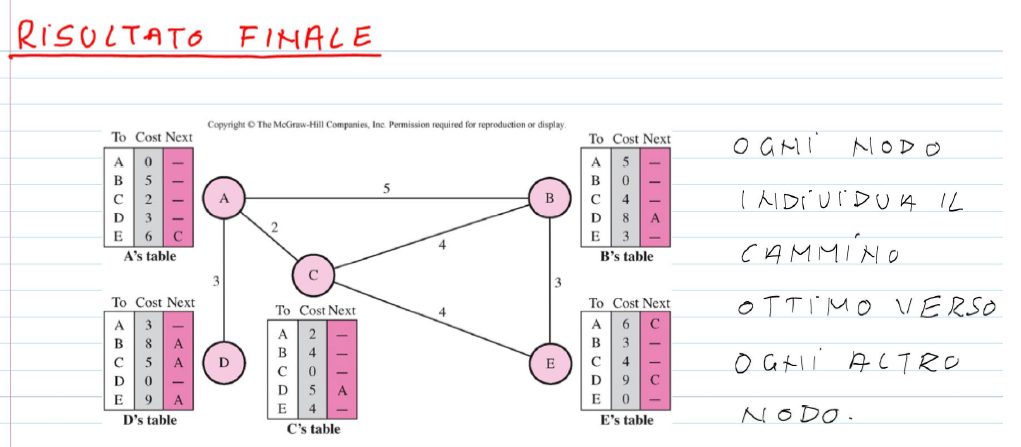 RISULTATO FINALE
Copyright © The McGraw-Hill Companies, Inc. Permission required for reproduction or display.
To Cost Next
A 0 –
B 5 –
C 2 –
D 3 –
E 6 C
A's table
To Cost Next
A 5 –
B 0 –
C 4 –
D 8 A
E 3 –
B's table
A
5
B
2
4
C
3
3
4
D
E
To Cost Next
A 3 –
B 8 A
C 5 A
D 0 –
E 9 A
D's table
To Cost Next
A 2 –
B 4 –
C 0 –
D 5 A
E 4 –
C's table
To Cost Next
A 6 C
B 3 –
C 4 –
D 9 C
E 0 –
E's table
OGNI NODO
INDIVIDUA IL
CAMMINO
OTTIMO VERSO
OGNI ALTRO
NODO.